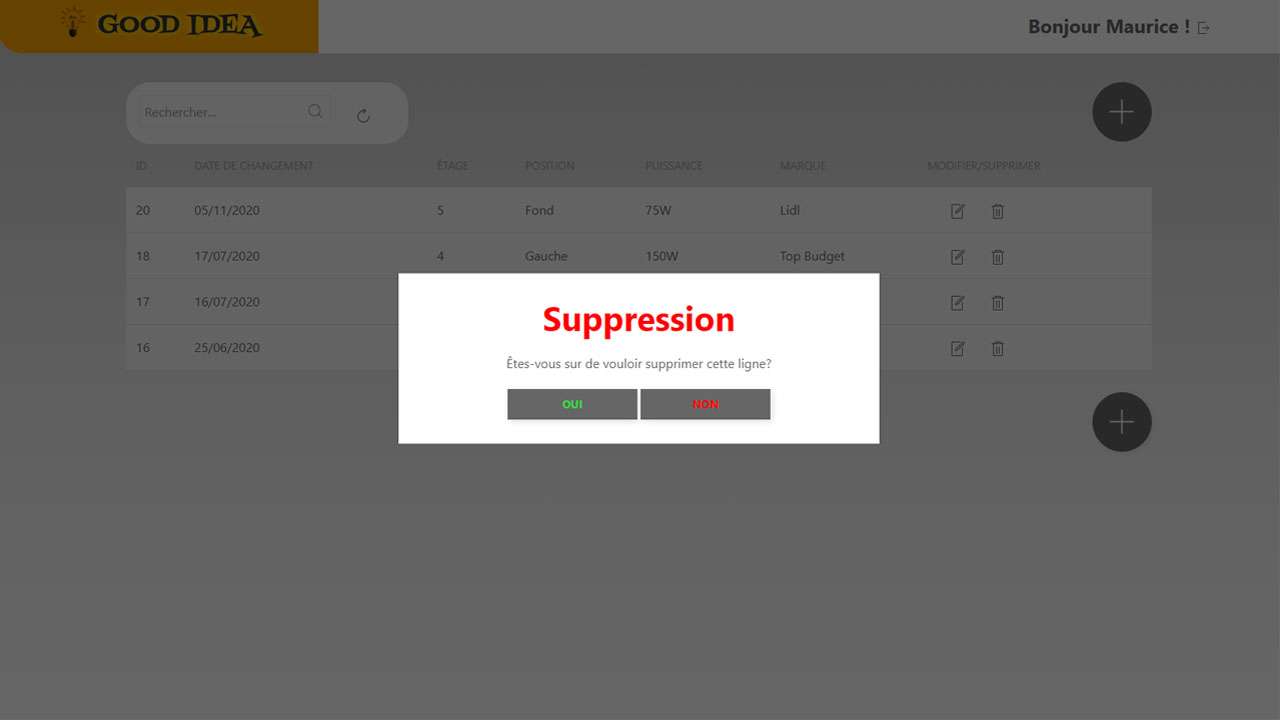 GOOD IDEA
Bonjour Maurice !
Rechercher...
ID DATE DE CHANGEMENT ÉTAGE POSITION PUISSANCE MARQUE MODIFIER/SUPPRIMER
20 05/11/2020 5 Fond 75W Lidl
18 17/07/2020 4 Gauche 150W Top Budget
17 16/07/2020
16 25/06/2020
Suppression
Êtes-vous sur de vouloir supprimer cette ligne?
OUI NON